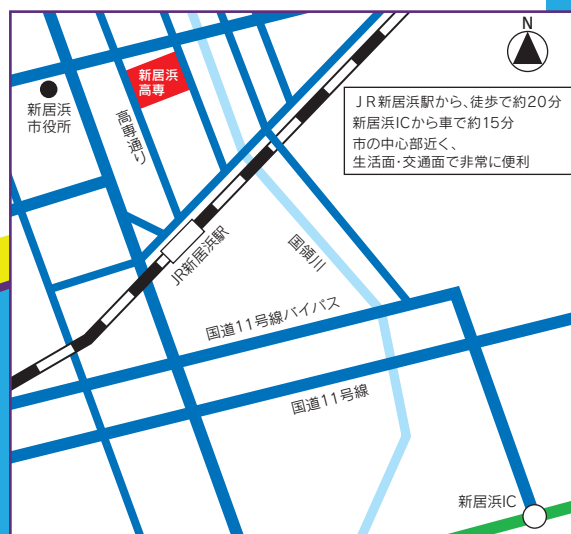 N
新居浜
高専
新居浜
市役所
高専通り
JR新居浜駅から、徒歩で約20分
新居浜ICから車で約15分
市の中心部近く、
生活面・交通面で非常に便利
JR新居浜駅
国領川
国道11号線バイパス
国道11号線
新居浜IC